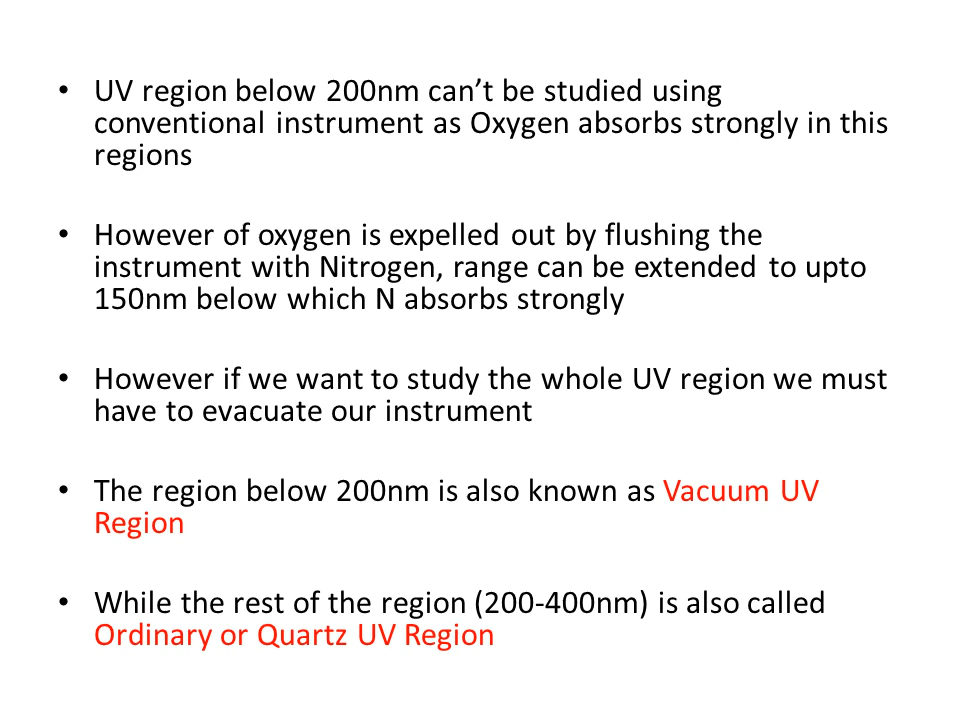 • UV region below 200nm can’t be studied using
conventional instrument as Oxygen absorbs strongly in this
regions
• However of oxygen is expelled out by flushing the
instrument with Nitrogen, range can be extended to upto
150nm below which N absorbs strongly
• However if we want to study the whole UV region we must
have to evacuate our instrument
• The region below 200nm is also known as Vacuum UV
Region
• While the rest of the region (200-400nm) is also called
Ordinary or Quartz UV Region